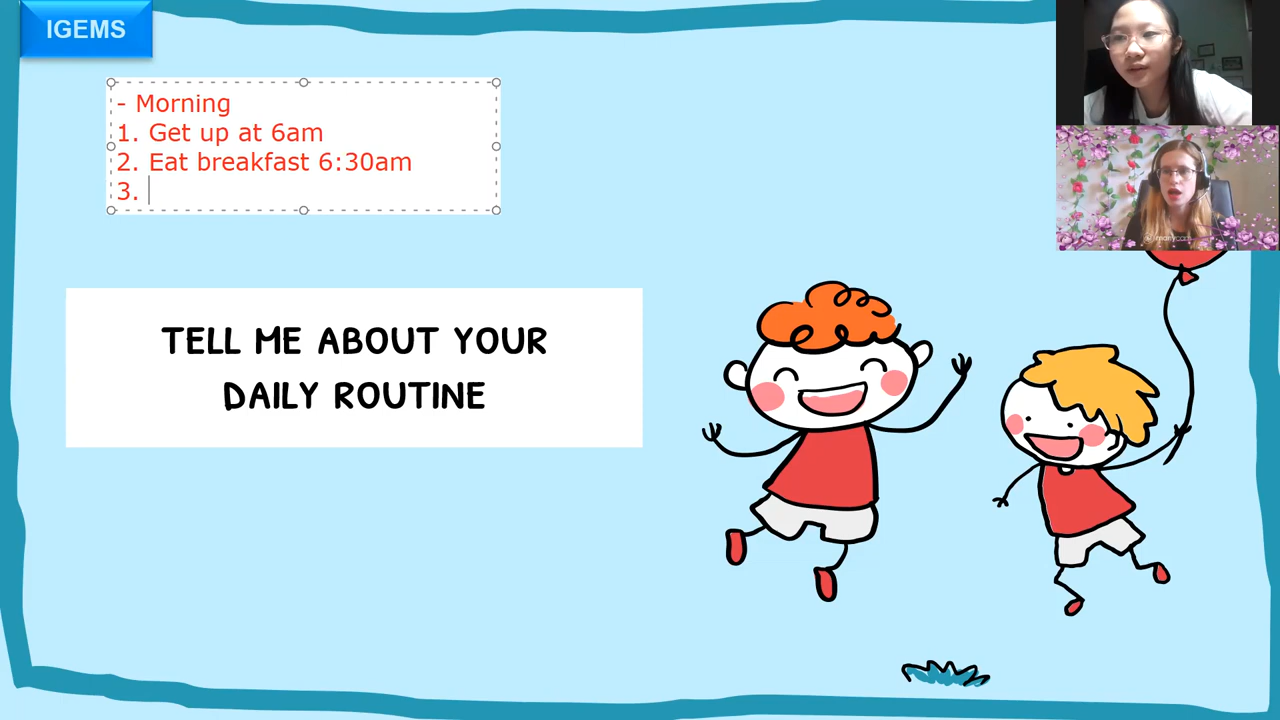 IGEMS
- Morning
1. Get up at 6am
2. Eat breakfast 6:30am
3.
TELL ME ABOUT YOUR
DAILY ROUTINE